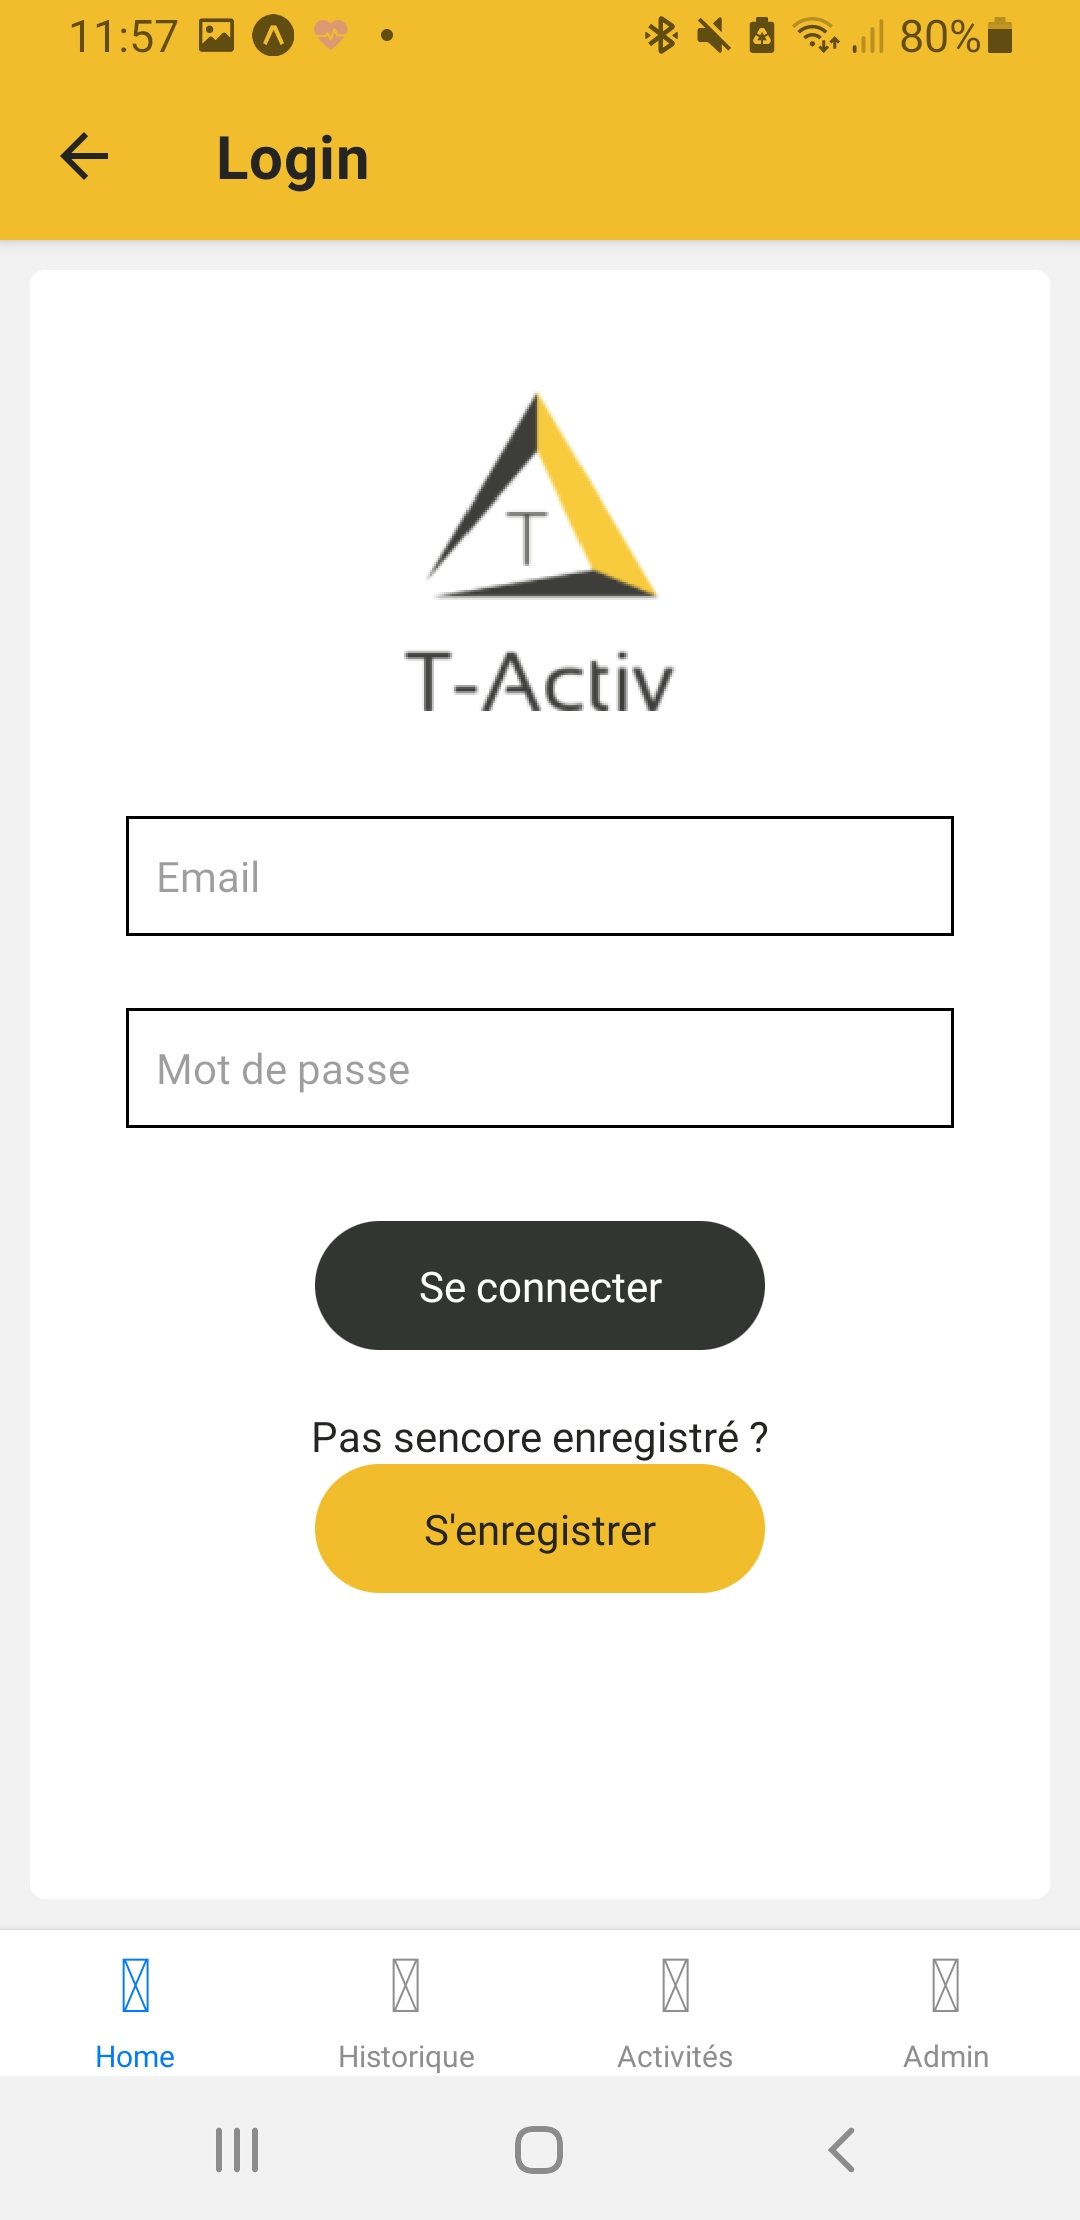 11:57 80%
Login
T
T-Activ
Email
Mot de passe
Se connecter
Pas sencore enregistré ?
S'enregistrer
Home Historique Activités Admin